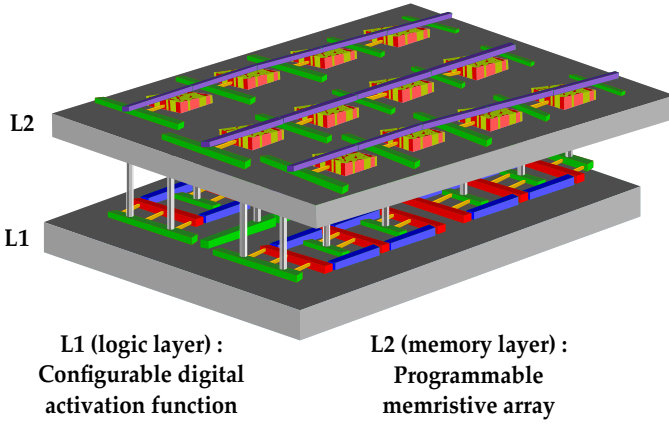 L2
L1
L1 (logic layer) :
Configurable digital
activation function
L2 (memory layer) :
Programmable
memristive array